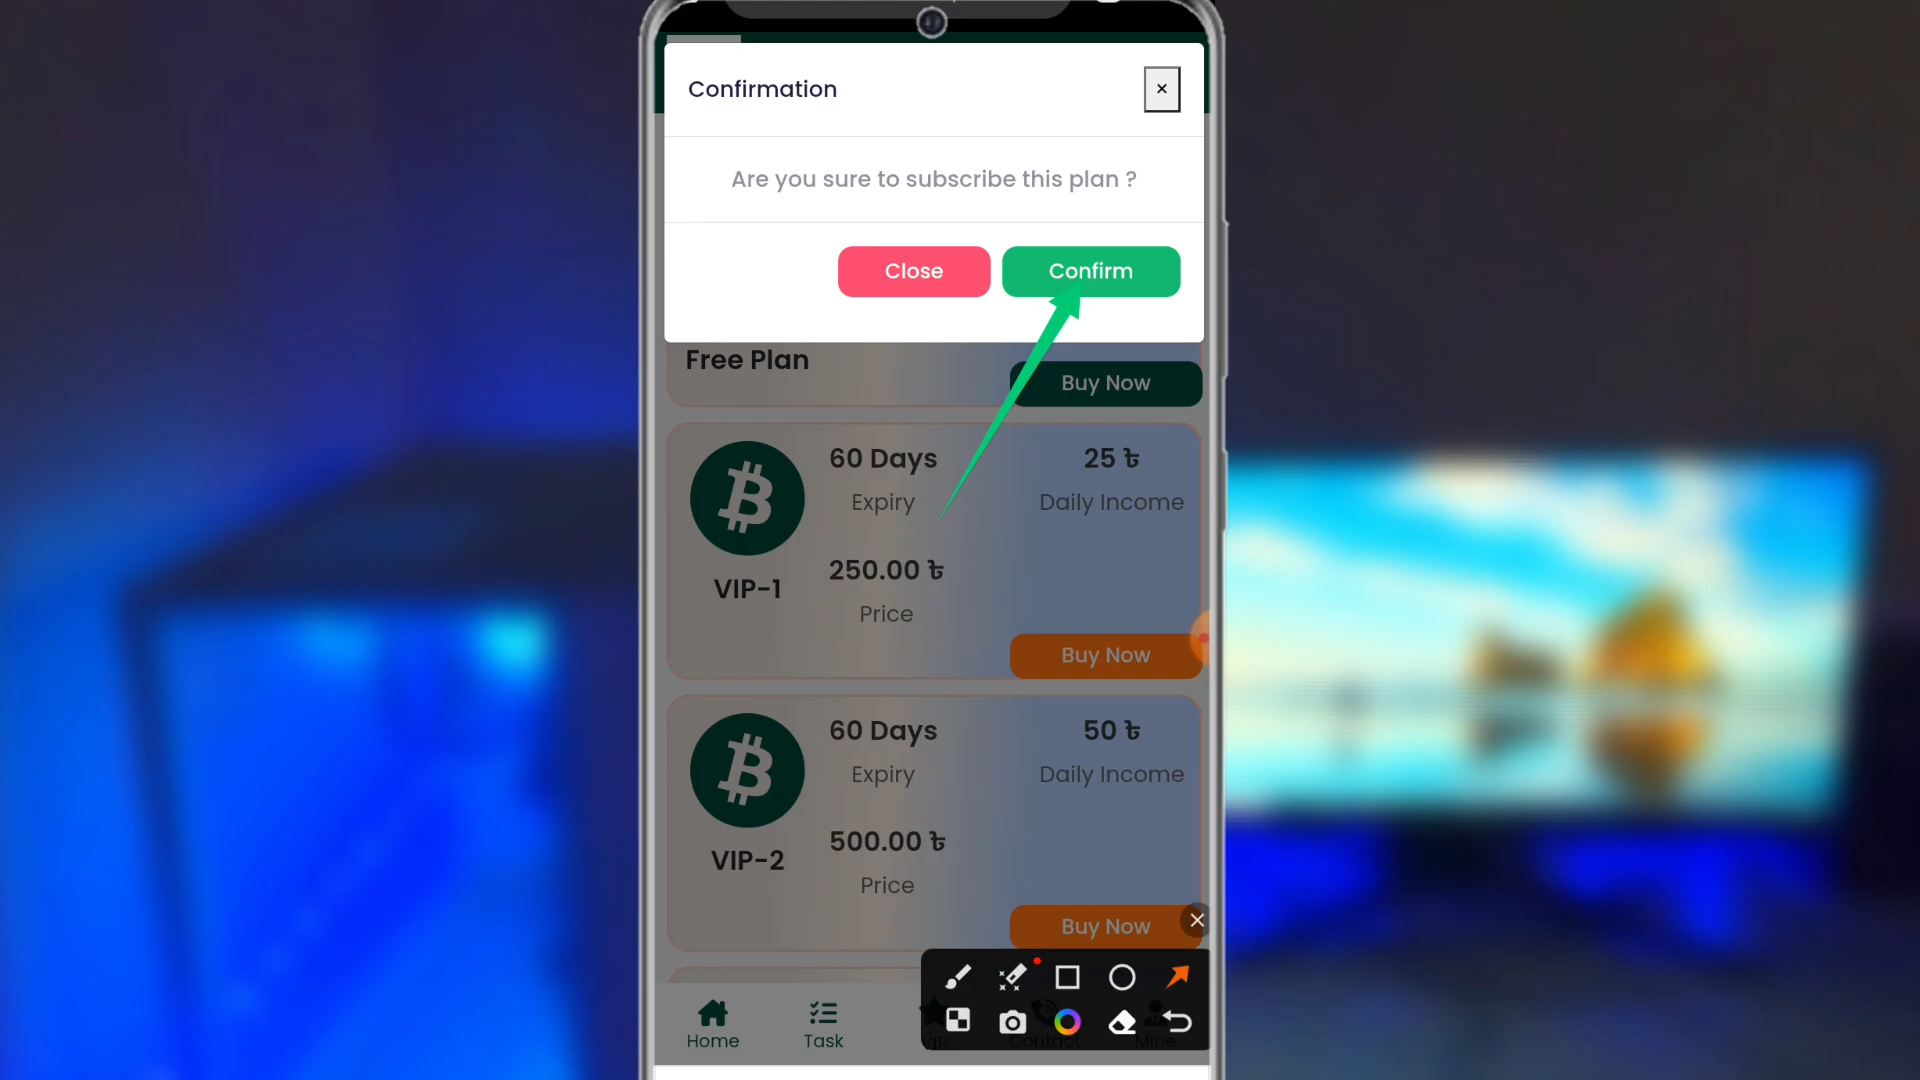 Confirmation
×
Are you sure to subscribe this plan ?
Close
Confirm
Free Plan
Buy Now
60 Days
25 ৳
Expiry
Daily Income
250.00 ৳
VIP-1
Price
Buy Now
60 Days
50 ৳
Expiry
Daily Income
500.00 ৳
VIP-2
Price
Buy Now
Home
Task
VIP
Contact
Mine